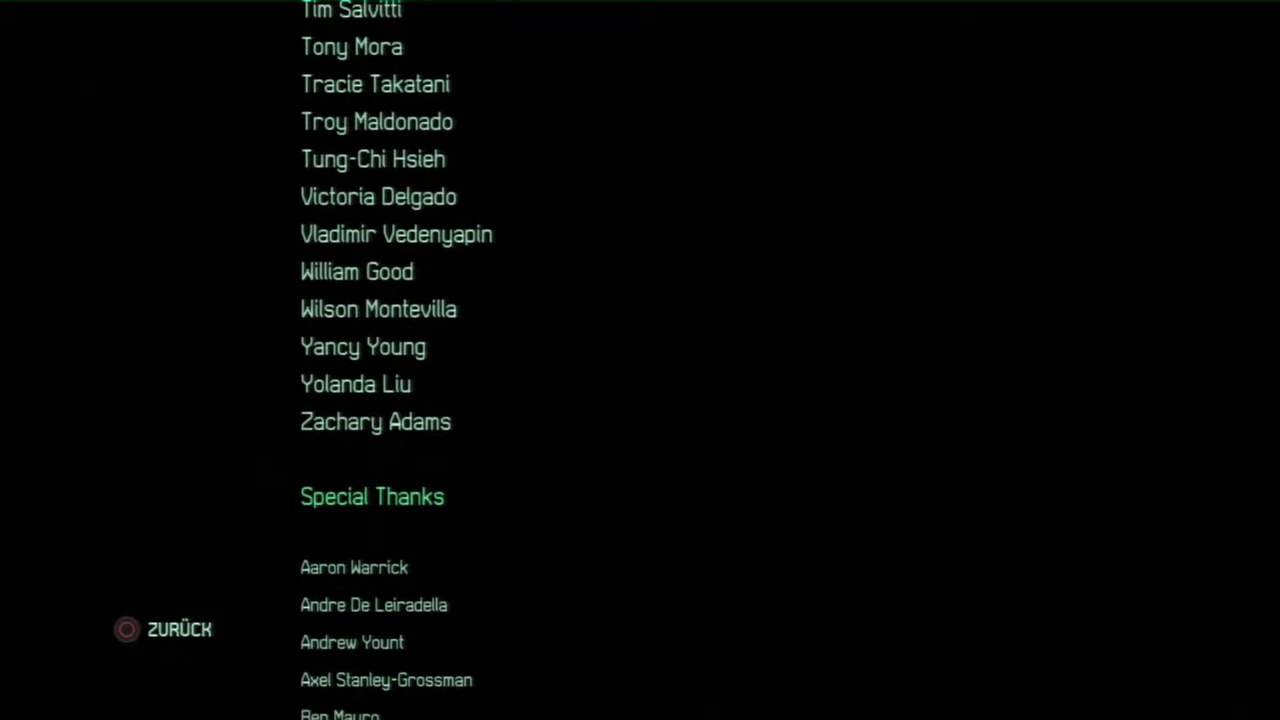 Tim Salvitti
Tony Mora
Tracie Takatani
Troy Maldonado
Tung-Chi Hsieh
Victoria Delgado
Vladimir Vedenyapin
William Good
Wilson Montevilla
Yancy Young
Yolanda Liu
Zachary Adams
Special Thanks
Aaron Warrick
Andre De Leiradella
ZURÜCK
Andrew Yount
Axel Stanley-Grossman
Ben Mauro